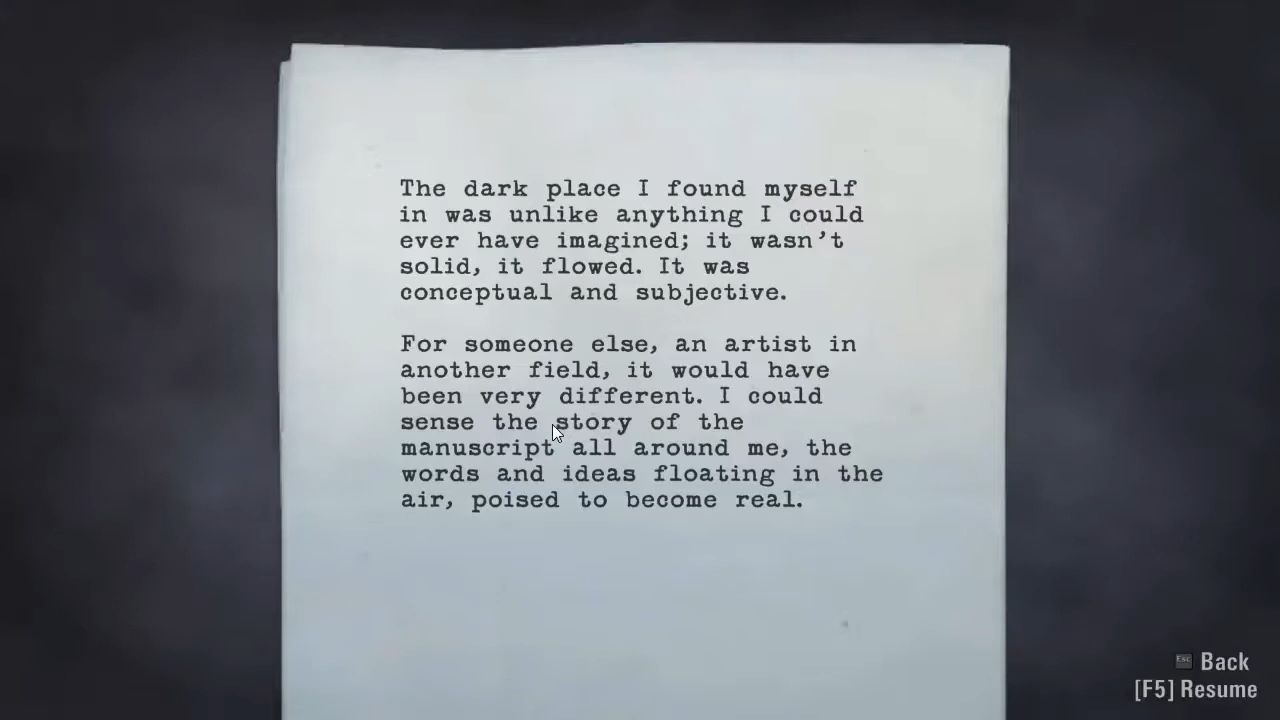 The dark place I found myself
in was unlike anything I could
ever have imagined; it wasn't
solid, it flowed. It was
conceptual and subjective.
For someone else, an artist in
another field, it would have
been very different. I could
sense the story of the
manuscript all around me, the
words and ideas floating in the
air, poised to become real.
ESC Back
[F5] Resume